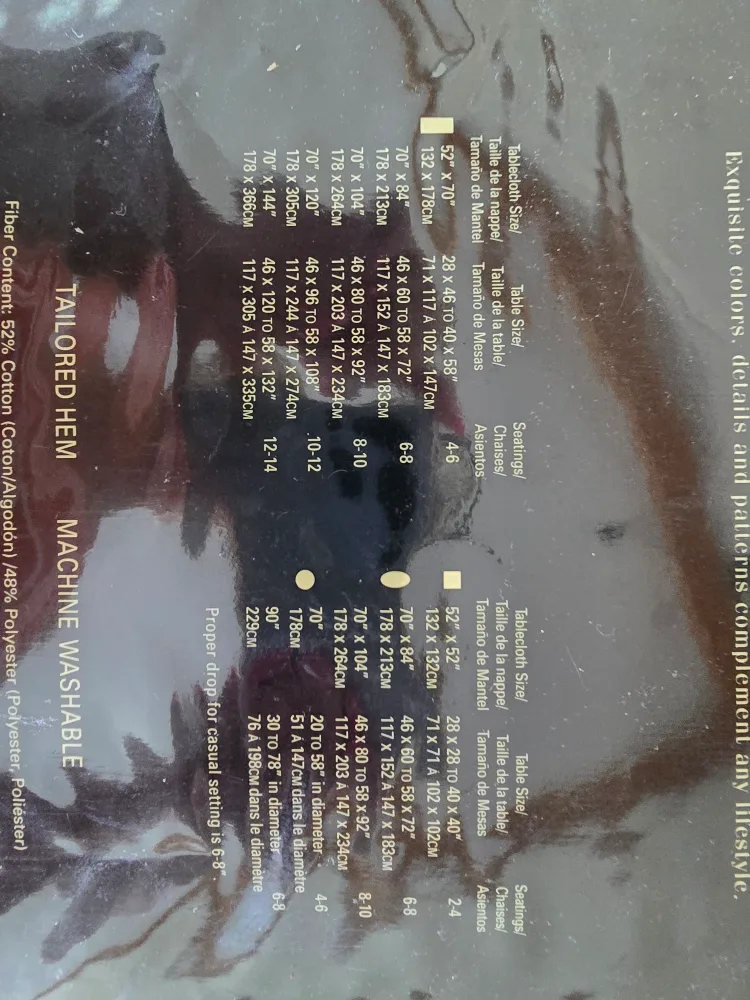 Exquisite colors, details and patterns complement any lifestyle.
Tablecloth Size/ Table Size/ Seatings/
Taille de la nappe/ Taille de la table/ Chaises/
Tamaño de Mantel Tamaño de Mesas Asientos
52" x 70" 28 x 46 TO 40 x 58" 4-6
132 x 178CM 71 x 117 À 102 x 147CM
70" x 84" 46 x 60 TO 58 x 72" 6-8
178 x 213CM 117 x 152 À 147 x 183CM
70" x 104" 46 x 80 TO 58 x 92" 8-10
178 x 264CM 117 x 203 À 147 x 234CM
70" x 120" 46 x 96 TO 58 x 108" 10-12
178 x 305CM 117 x 244 À 147 x 274CM
70" x 144" 46 x 120 TO 58 x 132" 12-14
178 x 366CM 117 x 305 À 147 x 335CM
Tablecloth Size/ Table Size/ Seatings/
Taille de la nappe/ Taille de la table/ Chaises/
Tamaño de Mantel Tamaño de Mesas Asientos
52" x 52" 28 x 28 TO 40 x 40" 2-4
132 x 132CM 71 x 71 À 102 x 102CM
70" x 84" 46 x 60 TO 58 x 72" 6-8
178 x 213CM 117 x 152 À 147 x 183CM
70" x 104" 46 x 80 TO 58 x 92" 8-10
178 x 264CM 117 x 203 À 147 x 234CM
70" 20 TO 58" in diameter 4-6
178CM 51 À 147CM dans le diamètre
90" 30 TO 78" in diameter 6-8
229CM 76 À 198CM dans le diamètre
Proper drop for casual setting is 6-8"
TAILORED HEM MACHINE WASHABLE
Fiber Content: 52% Cotton (Coton/Algodón) /48% Polyester (Polyester, Poliéster)